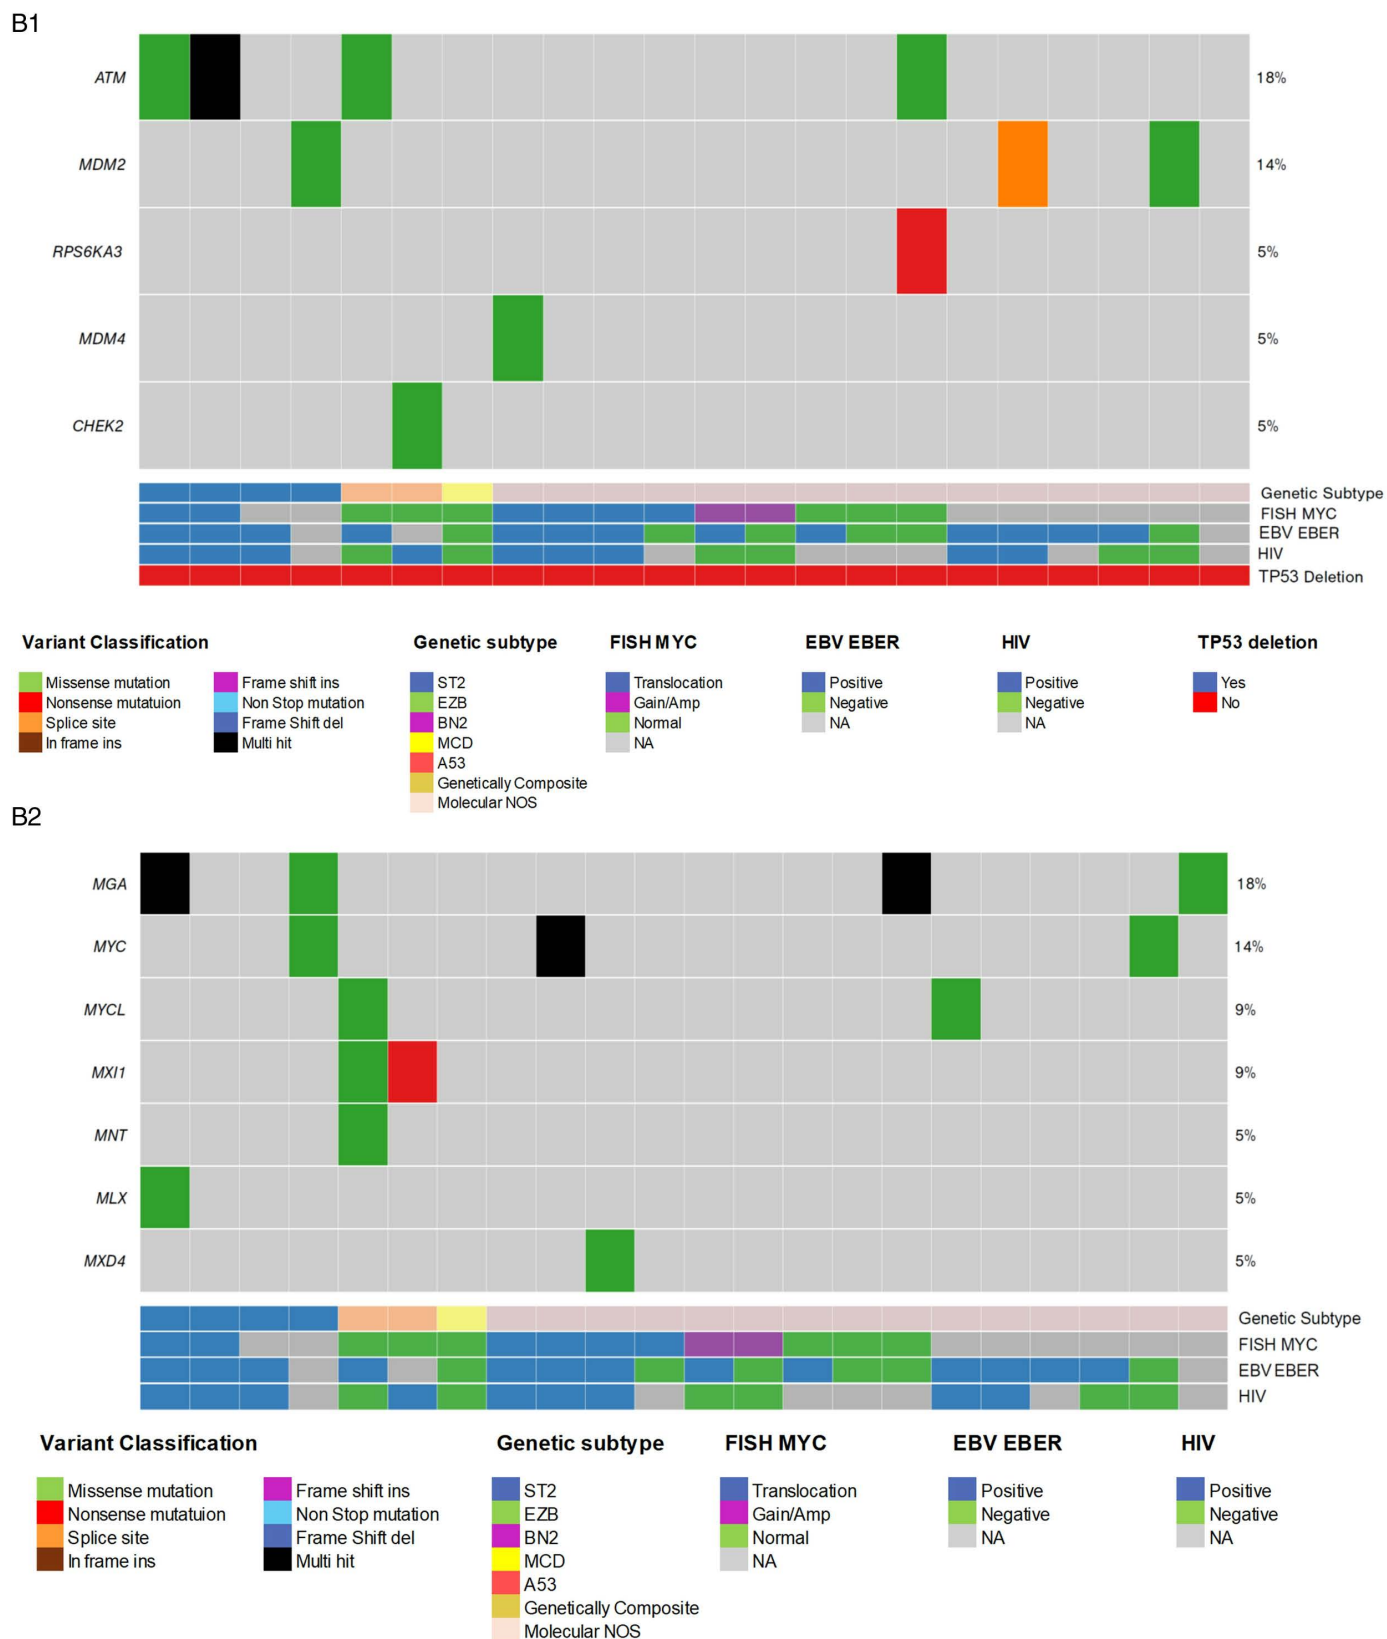 B1
ATM 18%
MDM2 14%
RPS6KA3 5%
MDM4 5%
CHEK2 5%
Genetic Subtype
FISH MYC
EBV EBER
HIV
TP53 Deletion
Variant Classification Genetic subtype FISH MYC EBV EBER HIV TP53 deletion
Missense mutation Frame shift ins ST2 Translocation Positive Positive Yes
Nonsense mutatuion Non Stop mutation EZB Gain/Amp Negative Negative No
Splice site Frame Shift del BN2 Normal NA NA
In frame ins Multi hit MCD NA
A53
Genetically Composite
Molecular NOS
B2
MGA 18%
MYC 14%
MYCL 9%
MXI1 9%
MNT 5%
MLX 5%
MXD4 5%
Genetic Subtype
FISH MYC
EBV EBER
HIV
Variant Classification Genetic subtype FISH MYC EBV EBER HIV
Missense mutation Frame shift ins ST2 Translocation Positive Positive
Nonsense mutatuion Non Stop mutation EZB Gain/Amp Negative Negative
Splice site Frame Shift del BN2 Normal NA NA
In frame ins Multi hit MCD NA
A53
Genetically Composite
Molecular NOS